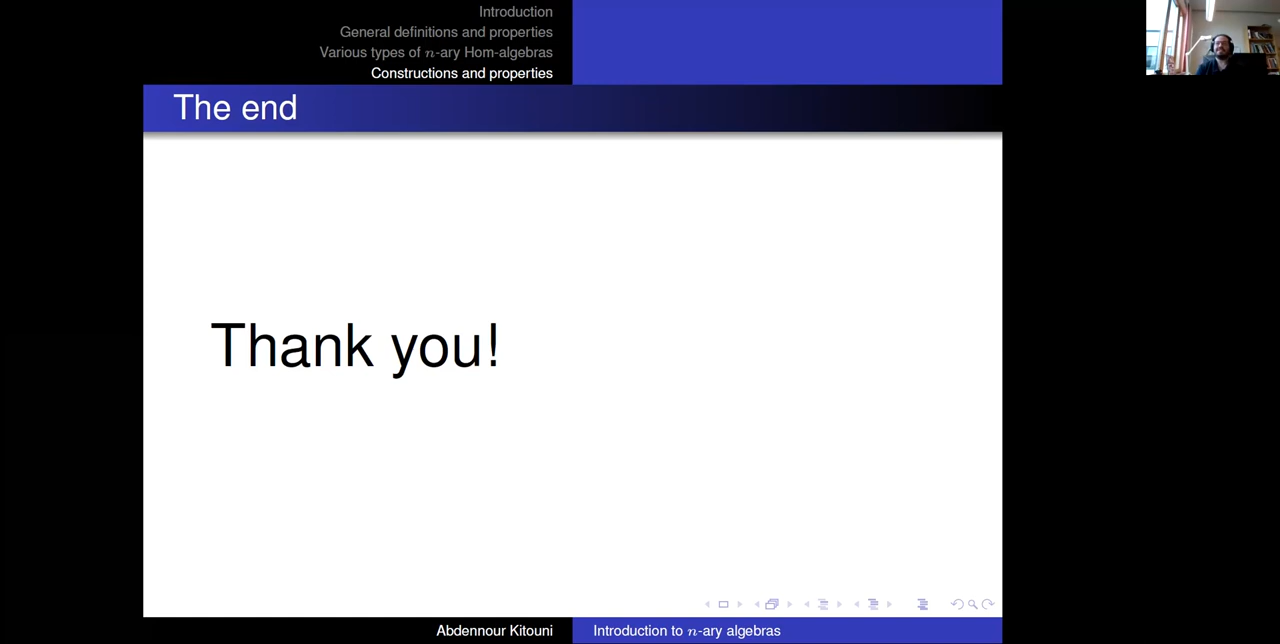 Introduction
General definitions and properties
Various types of n-ary Hom-algebras
Constructions and properties
The end
Thank you!
Abdennour Kitouni
Introduction to n-ary algebras